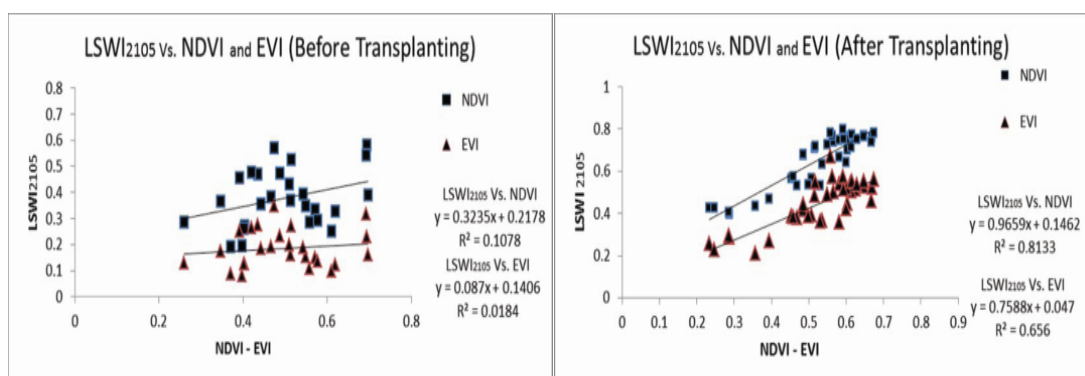 LSWI2105 Vs. NDVI and EVI (Before Transplanting)
0.8
0.7
0.6
0.5
0.4
0.3
0.2
0.1
0
LSWI2105
0
0.2
0.4
0.6
0.8
NDVI - EVI
NDVI
EVI
LSWI2105 Vs. NDVI
y = 0.3235x + 0.2178
R² = 0.1078
LSWI2105 Vs. EVI
y = 0.087x + 0.1406
R² = 0.0184
LSWI2105 Vs. NDVI and EVI (After Transplanting)
1
0.8
0.6
0.4
0.2
0
LSWI 2105
0
0.1
0.2
0.3
0.4
0.5
0.6
0.7
0.8
0.9
NDVI - EVI
NDVI
EVI
LSWI2105 Vs. NDVI
y = 0.9659x + 0.1462
R² = 0.8133
LSWI2105 Vs. EVI
y = 0.7588x + 0.047
R² = 0.656